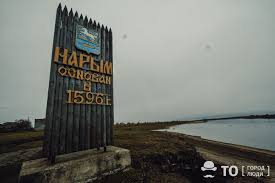 НАРЫМ
ОСНОВАН
В
1596 г.
ТО [ГОРОД
ЛЮДИ]